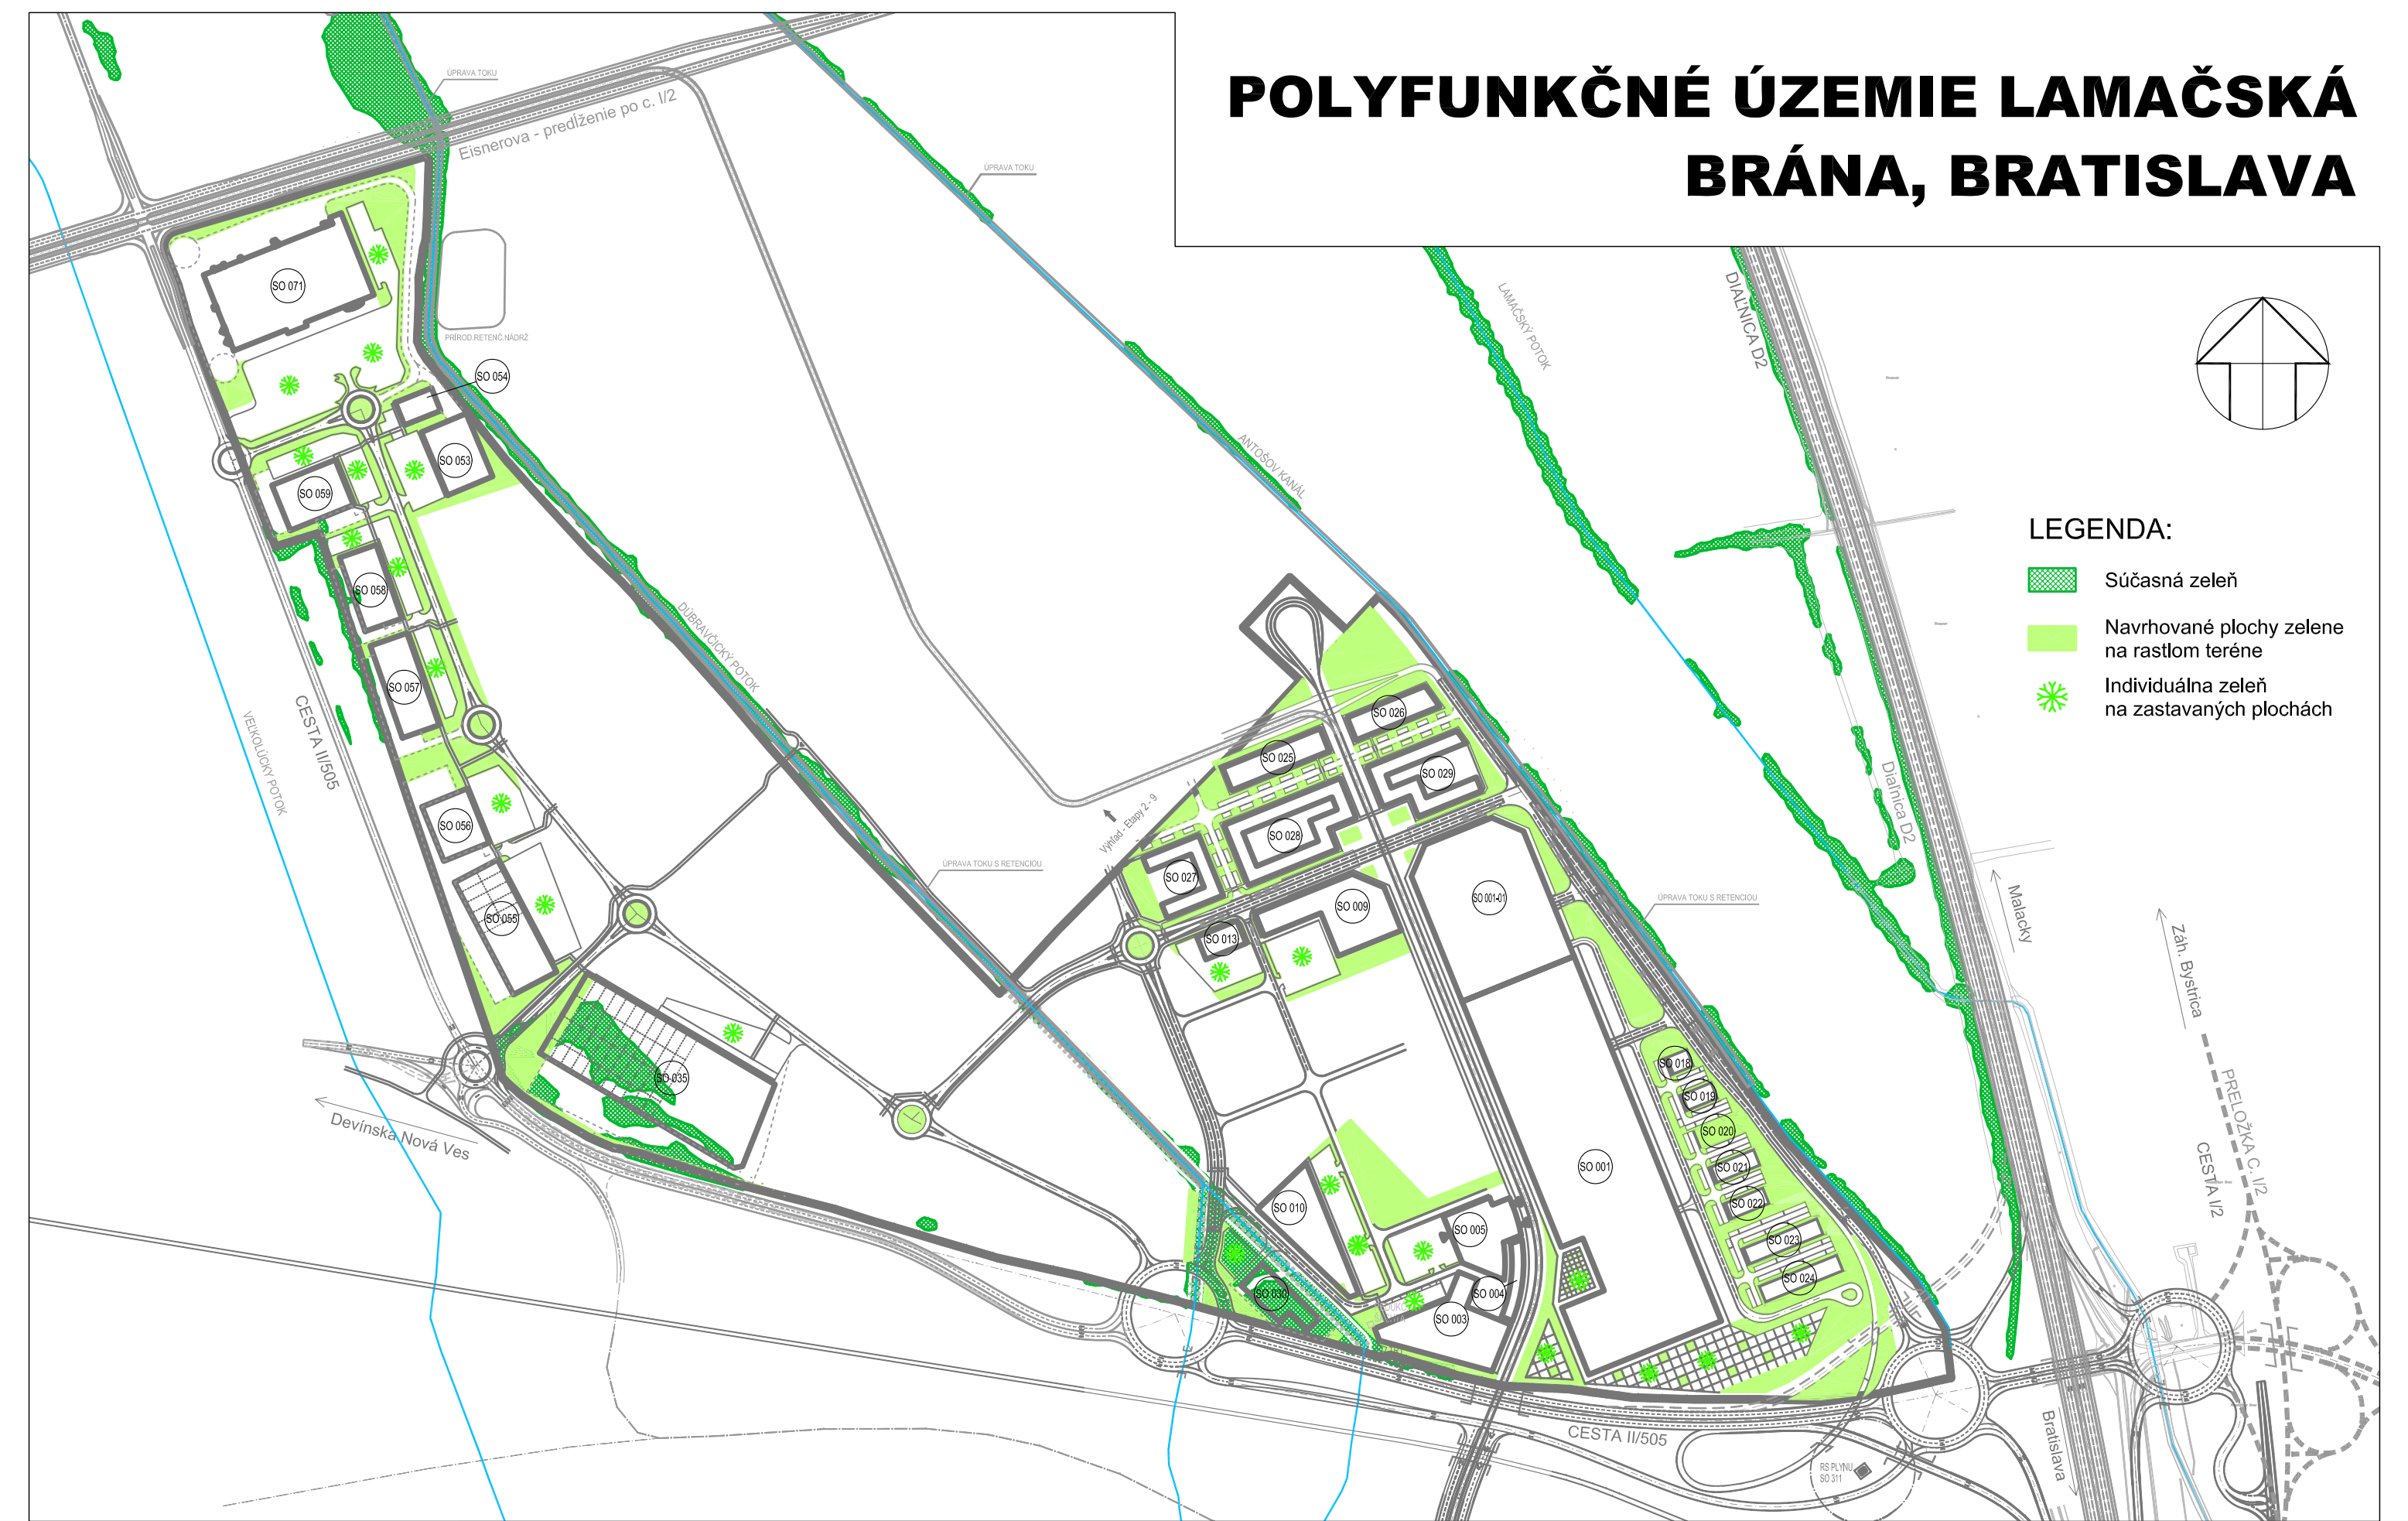 POLYFUNKČNÉ ÚZEMIE LAMAČSKÁ
BRÁNA, BRATISLAVA
ÚPRAVA TOKU
Eisnerova - predĺženie po c. I/2
ÚPRAVA TOKU
SO 071
PRÍROD.RETENČ.NÁDRŽ
SO 054
SO 053
SO 059
SO 058
SO 057
SO 056
SO 055
SO 035
VEĽKOLÚCKY POTOK
CESTA II/505
DÚBRAVČICKÝ POTOK
ANTOŠOV KANÁL
LAMAČSKÝ POTOK
DIAĽNICA D2
LEGENDA:
Súčasná zeleň
Navrhované plochy zelene
na rastlom teréne
Individuálna zeleň
na zastavaných plochách
SO 026
SO 025
SO 029
SO 028
SO 027
SO 009
SO 013
SO 001-01
Výhľad - Etapy 2 - 9
ÚPRAVA TOKU S RETENCIOU
ÚPRAVA TOKU S RETENCIOU
Diaľnica D2
Malacky
Záh. Bystrica
PRELOŽKA C. I/2
CESTA I/2
SO 018
SO 019
SO 020
SO 021
SO 022
SO 023
SO 024
SO 001
SO 010
SO 005
SO 004
SO 003
SO 030
Devínska Nová Ves
CESTA II/505
RS PLYNU
SO 311
Bratislava